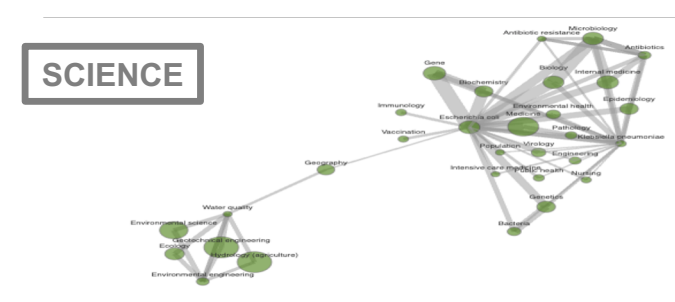 SCIENCE
Microbiology
Antibiotic resistance
Antibiotics
Gene
Biology
Internal medicine
Biochemistry
Epidemiology
Immunology
Environmental health
Escherichia coli
Medicine
Vaccination
Pathology
Klebsiella pneumoniae
Population
Virology
Engineering
Geography
Intensive care medicine
Public health
Nursing
Genetics
Water quality
Bacteria
Environmental science
Geotechnical engineering
Ecology
Hydrology (agriculture)
Environmental engineering